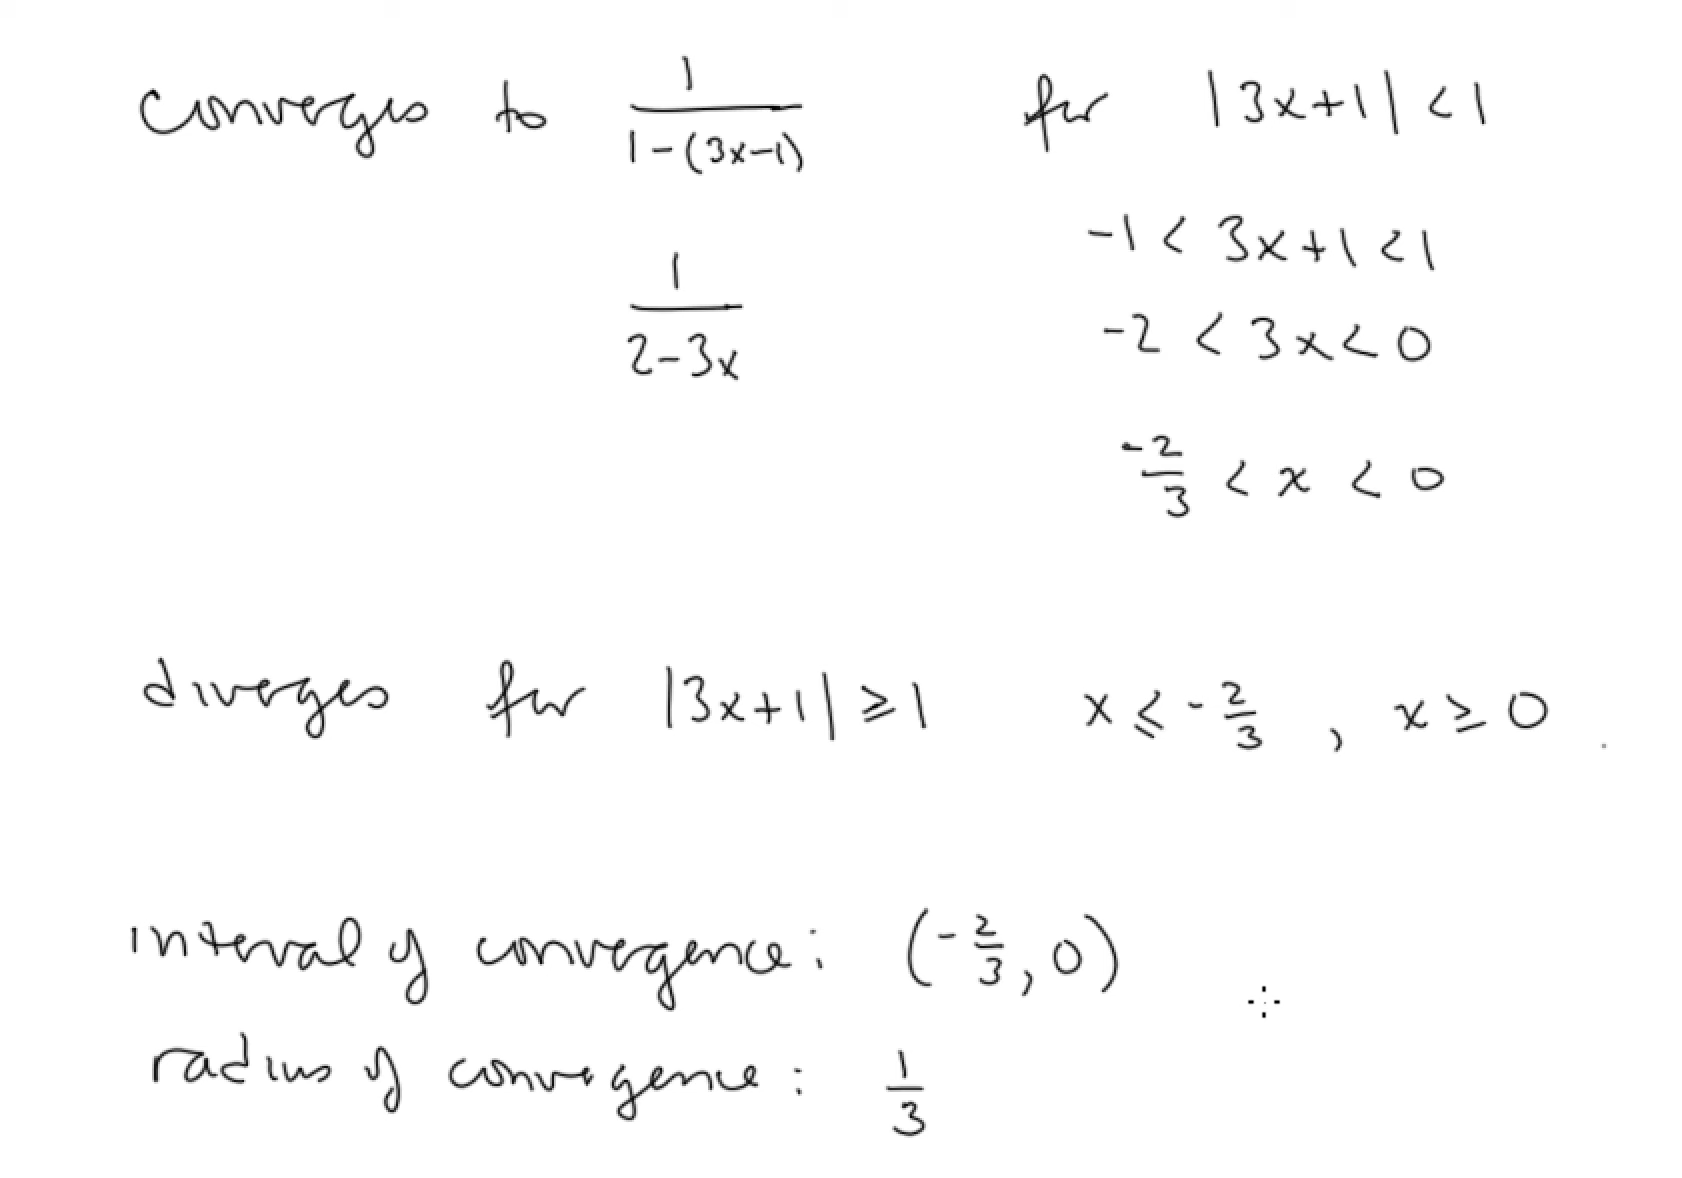 converges to 1/(1-(3x-1)) for |3x+1| < 1
-1 < 3x+1 < 1
1/(2-3x) -2 < 3x < 0
-2/3 < x < 0
diverges for |3x+1| ≥ 1 x ≤ -2/3 , x ≥ 0
interval of convergence: (-2/3, 0)
radius of convergence: 1/3